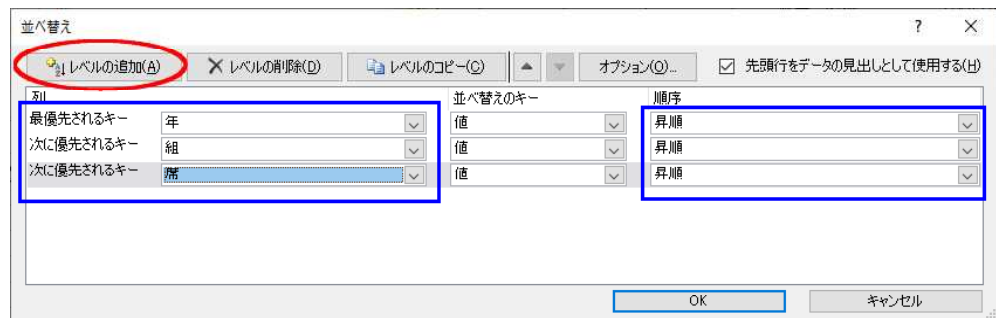 並べ替え ? ×
レベルの追加(A) レベルの削除(D) レベルのコピー(C) オプション(O)... 先頭行をデータの見出しとして使用する(H)
列 並べ替えのキー 順序
最優先されるキー 年 値 昇順
次に優先されるキー 組 値 昇順
次に優先されるキー 席 値 昇順
OK キャンセル